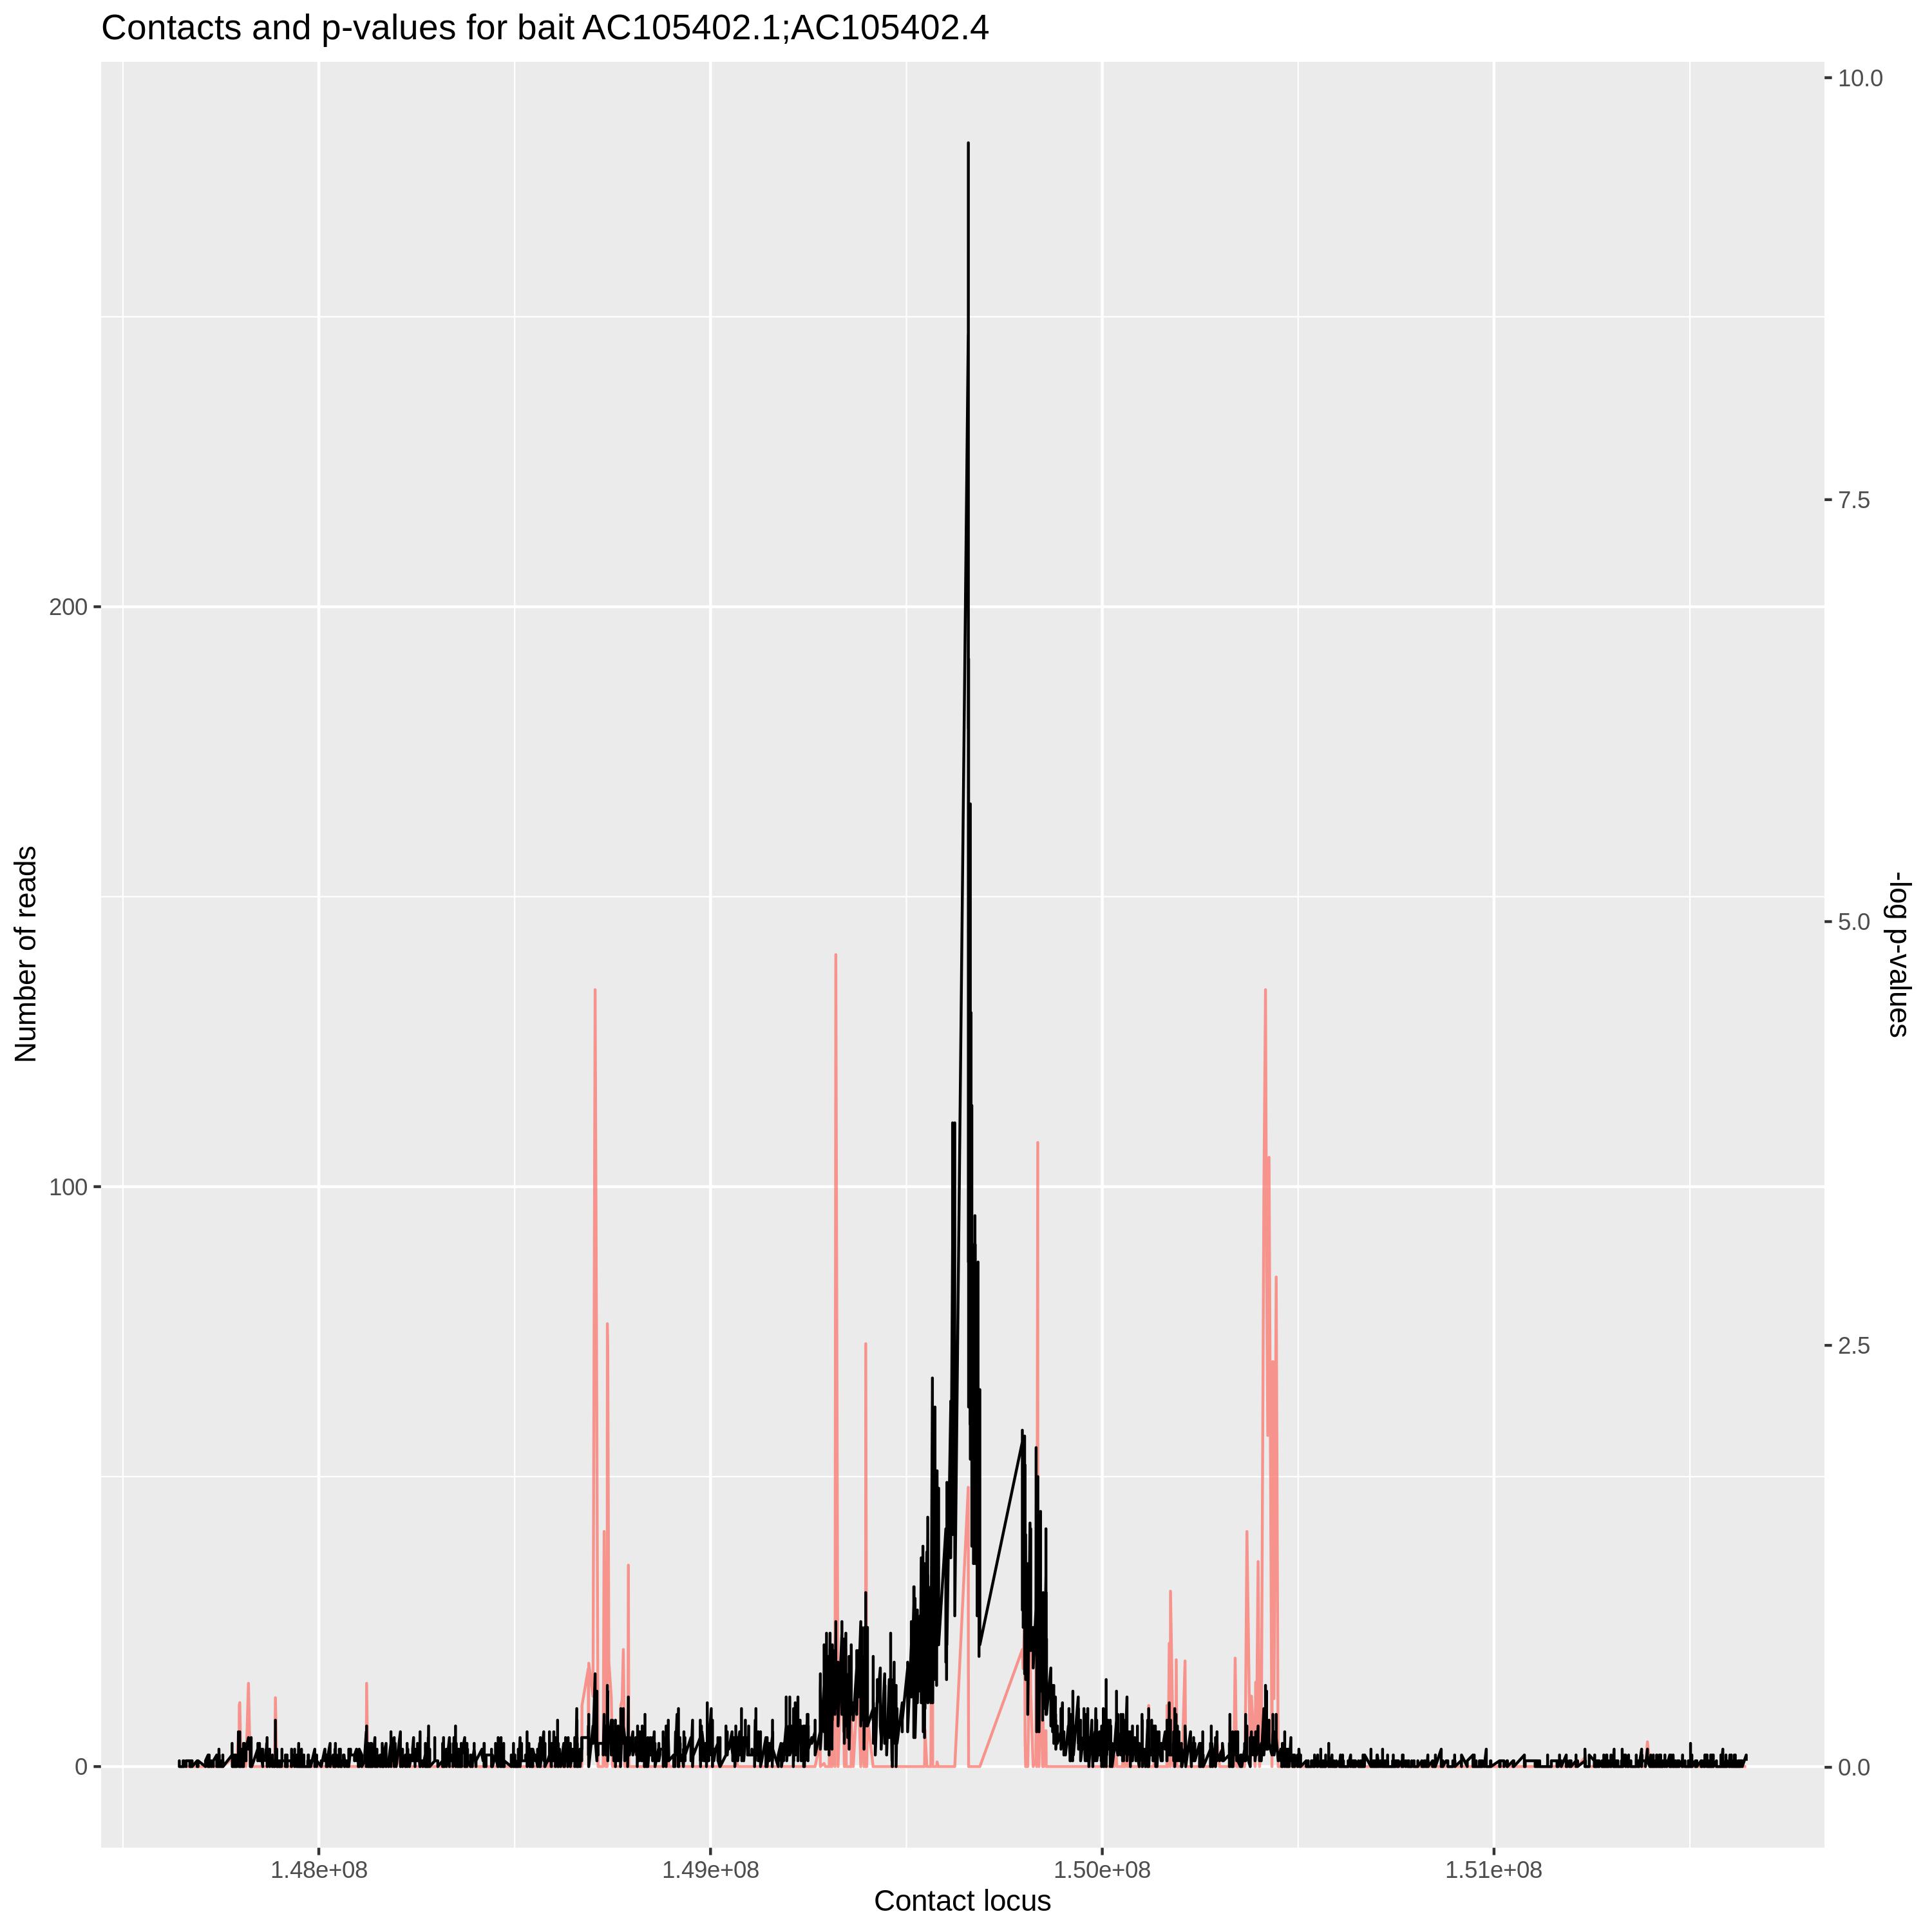 Contacts and p-values for bait AC105402.1;AC105402.4
10.0
7.5
200
5.0
Number of reads
-log p-values
100
2.5
0
0.0
1.48e+08
1.49e+08
1.50e+08
1.51e+08
Contact locus